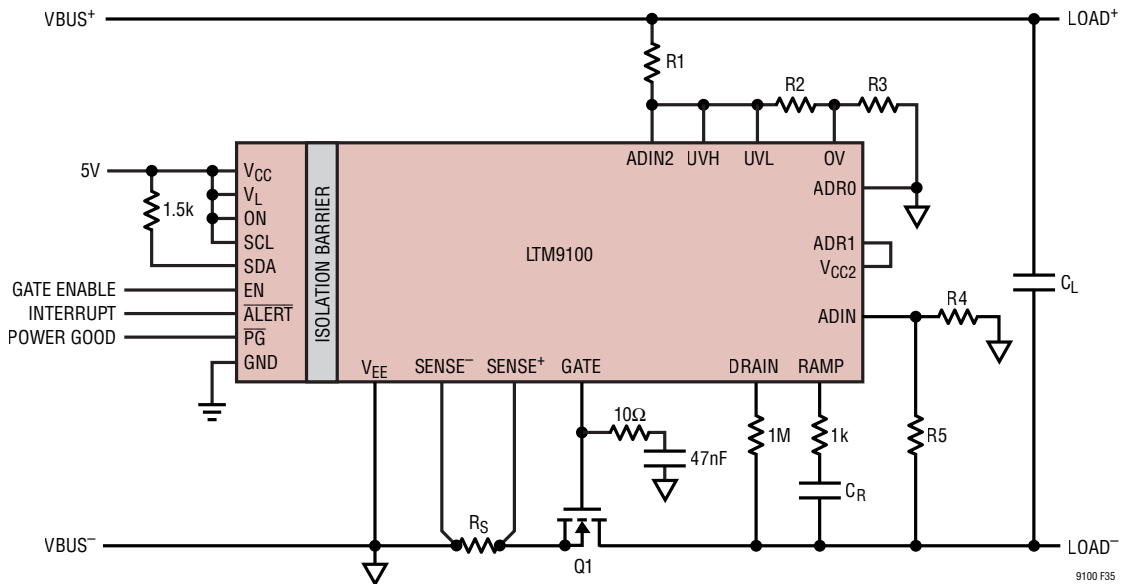 VBUS+
LOAD+
R1
R2
R3
ADIN2
UVH
UVL
OV
5V
1.5k
VCC
VL
ON
SCL
SDA
EN
ALERT
PG
GND
ISOLATION BARRIER
LTM9100
ADR0
ADR1
VCC2
ADIN
R4
CL
GATE ENABLE
INTERRUPT
POWER GOOD
VEE
SENSE−
SENSE+
GATE
DRAIN
RAMP
10Ω
47nF
1M
1k
R5
CR
RS
Q1
VBUS−
LOAD−
9100 F35